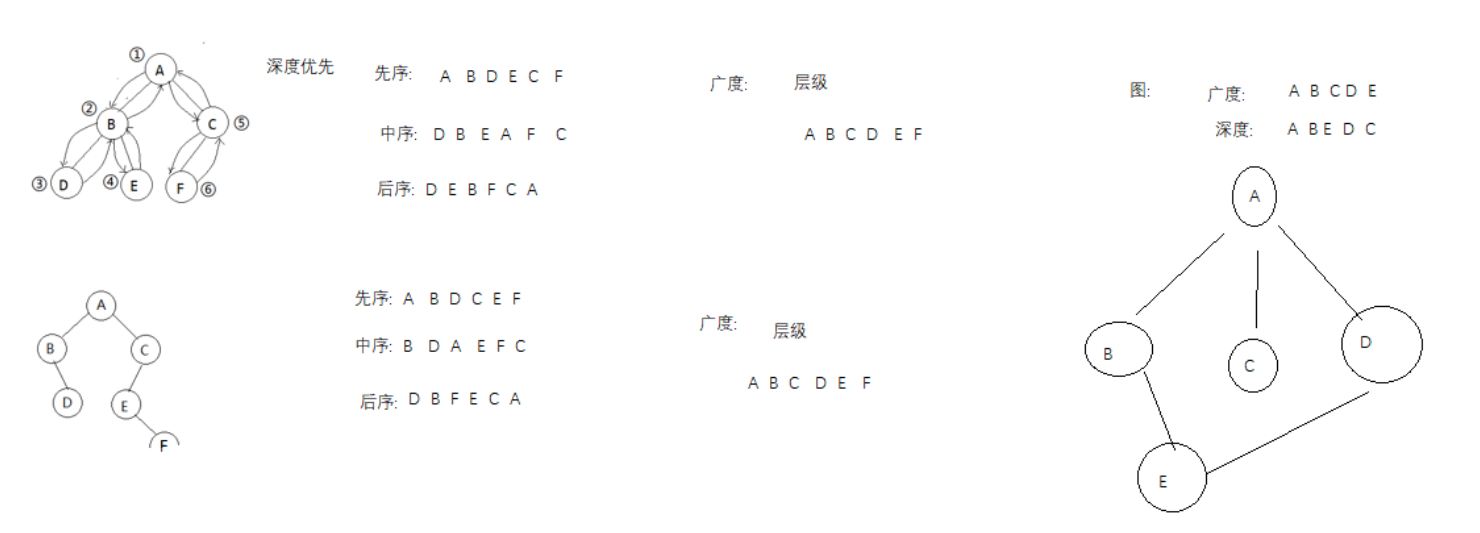 ① A
② B C ⑤
③ D ④ E F ⑥
深度优先
先序: A B D E C F
中序: D B E A F C
后序: D E B F C A
广度: 层级
A B C D E F
图:
广度: A B C D E
深度: A B E D C
A
B C D
E
A
B C
D E
F
先序: A B D C E F
中序: B D A E F C
后序: D B F E C A
广度: 层级
A B C D E F